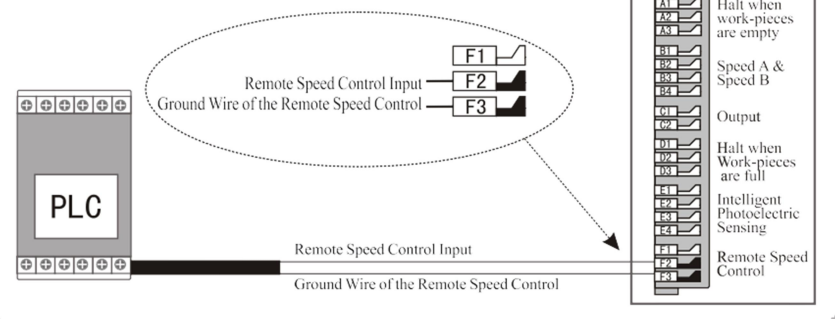 F1
Remote Speed Control Input F2
Ground Wire of the Remote Speed Control F3
PLC
Remote Speed Control Input
Ground Wire of the Remote Speed Control
A1
A2
A3
Halt when
work-pieces
are empty
B1
B2
B3
B4
Speed A &
Speed B
C1
C2
Output
D1
D2
D3
Halt when
Work-pieces
are full
E1
E2
E3
E4
Intelligent
Photoelectric
Sensing
F1
F2
F3
Remote Speed
Control